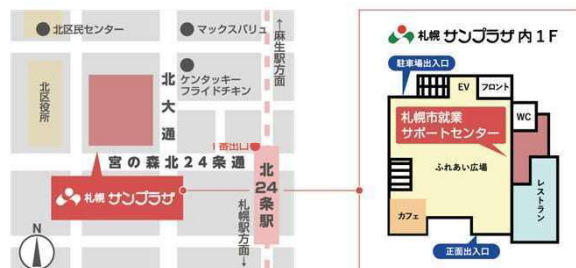 北区民センター
マックスバリュ
↑麻生駅方面
北区役所
北大通
ケンタッキー
フライドチキン
1番出口
宮の森北24条通
北24条駅
札幌 サンプラザ
札幌駅方面↓
N
札幌 サンプラザ 内1F
駐車場出入口
EV
フロント
札幌市就業
サポートセンター
WC
ふれあい広場
レストラン
カフェ
正面出入口